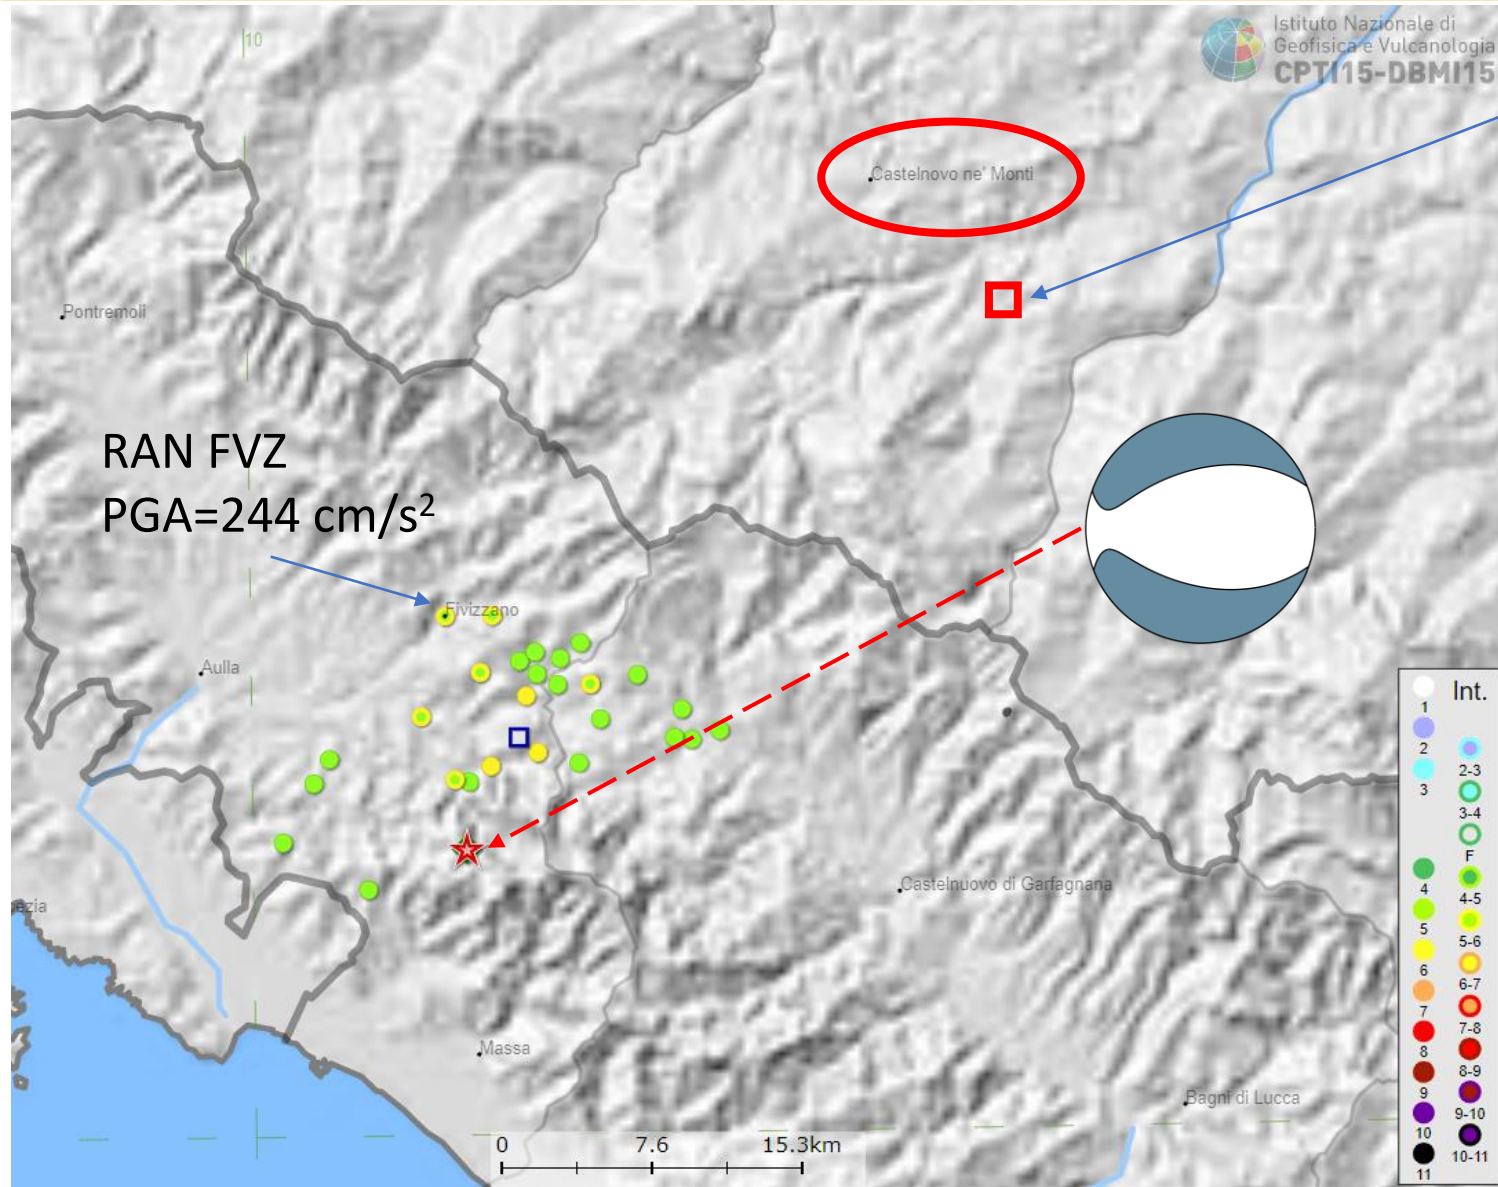 Istituto Nazionale di
Geofisica e Vulcanologia
CPTI15-DBMI15
10
Castelnovo ne' Monti
Pontremoli
RAN FVZ
PGA=244 cm/s²
Fivizzano
Aulla
Castelnuovo di Garfagnana
ezia
Massa
Bagni di Lucca
0 7.6 15.3km
Int.
1
2
2-3
3
3-4
F
4
4-5
5
5-6
6
6-7
7
7-8
8
8-9
9
9-10
10
10-11
11